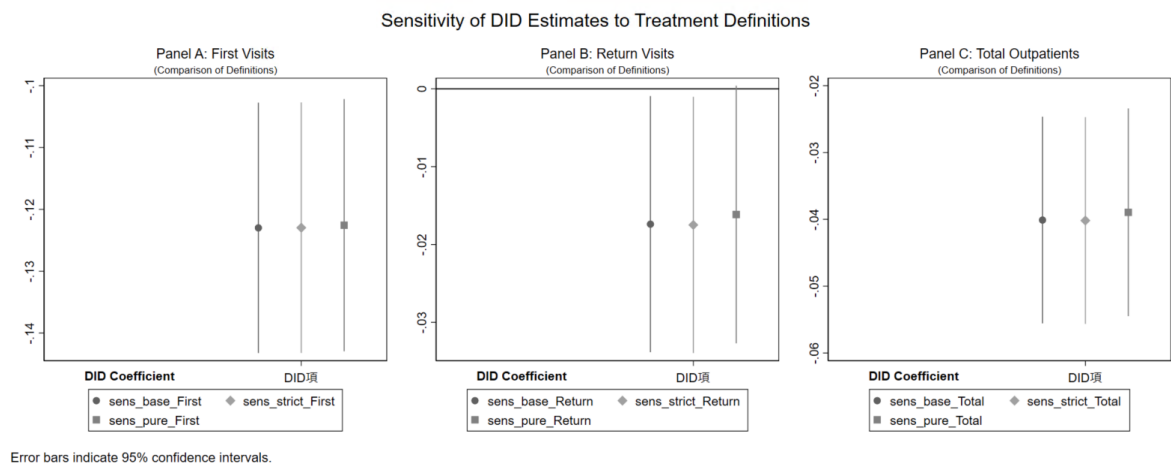 Sensitivity of DID Estimates to Treatment Definitions
Panel A: First Visits
(Comparison of Definitions)
-.1
-.11
-.12
-.13
-.14
DID Coefficient
DID項
sens_base_First
sens_strict_First
sens_pure_First
Panel B: Return Visits
(Comparison of Definitions)
0
-.01
-.02
-.03
DID Coefficient
DID項
sens_base_Return
sens_strict_Return
sens_pure_Return
Panel C: Total Outpatients
(Comparison of Definitions)
-.02
-.03
-.04
-.05
-.06
DID Coefficient
DID項
sens_base_Total
sens_strict_Total
sens_pure_Total
Error bars indicate 95% confidence intervals.